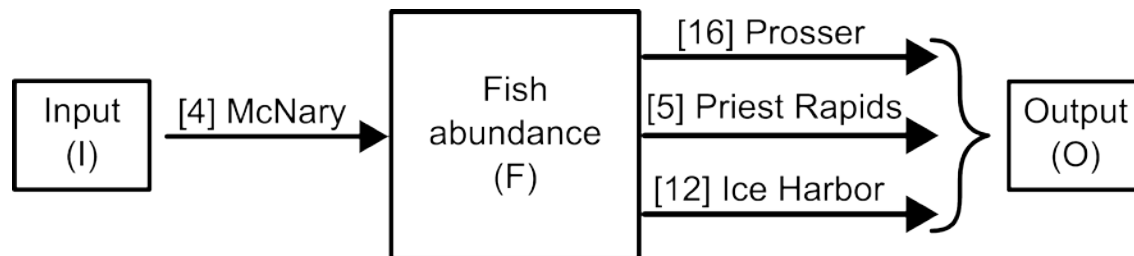 Input
(I)
[4] McNary
Fish
abundance
(F)
[16] Prosser
[5] Priest Rapids
[12] Ice Harbor
Output
(O)